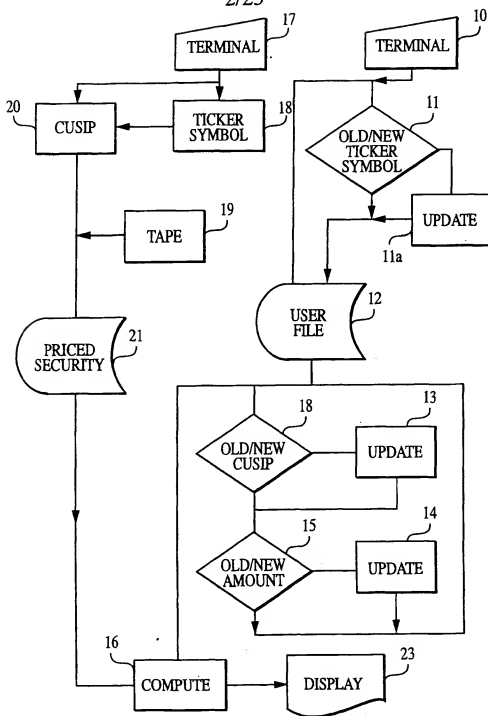 17
TERMINAL
10
TERMINAL
20
CUSIP
TICKER
SYMBOL
18
11
OLD/NEW
TICKER
SYMBOL
TAPE
19
UPDATE
11a
PRICED
SECURITY
21
USER
FILE
12
18
OLD/NEW
CUSIP
13
UPDATE
15
OLD/NEW
AMOUNT
14
UPDATE
16
COMPUTE
DISPLAY
23